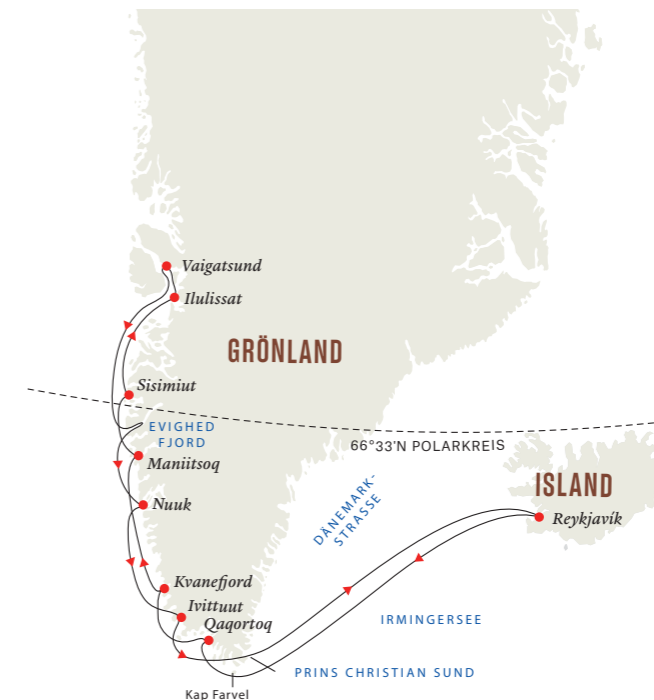 Vaigatsund
Ilulissat
GRÖNLAND
Sisimiut
EVIGHED
FJORD
66°33'N POLARKREIS
Maniitsoq
ISLAND
DÄNEMARK-
STRASSE
Nuuk
Reykjavík
Kvanefjord
Ivittuut
Qaqortoq
IRMINGERSEE
PRINS CHRISTIAN SUND
Kap Farvel